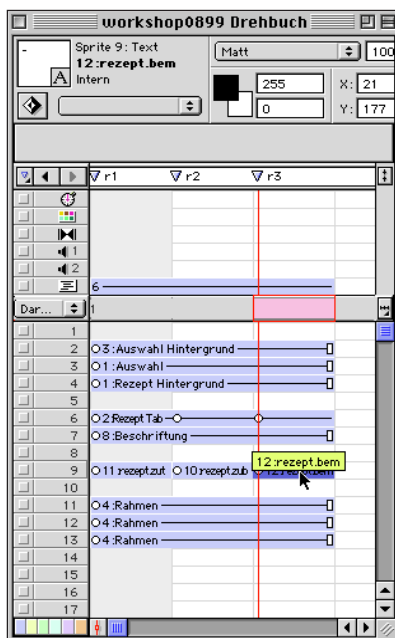 workshop0899 Drehbuch
Sprite 9: Text
12:rezept.bem
Intern
Matt
100
255
X: 21
0
Y: 177
r1 r2 r3
1
2
6
Dar... 1
1
2 3:Auswahl Hintergrund
3 1:Auswahl
4 1:Rezept Hintergrund
5
6 2:Rezept Tab
7 8:Beschriftung
8
12:rezept.bem
9 11:rezept.zut 10:rezept.zub
10
11 4:Rahmen
12 4:Rahmen
13 4:Rahmen
14
15
16
17